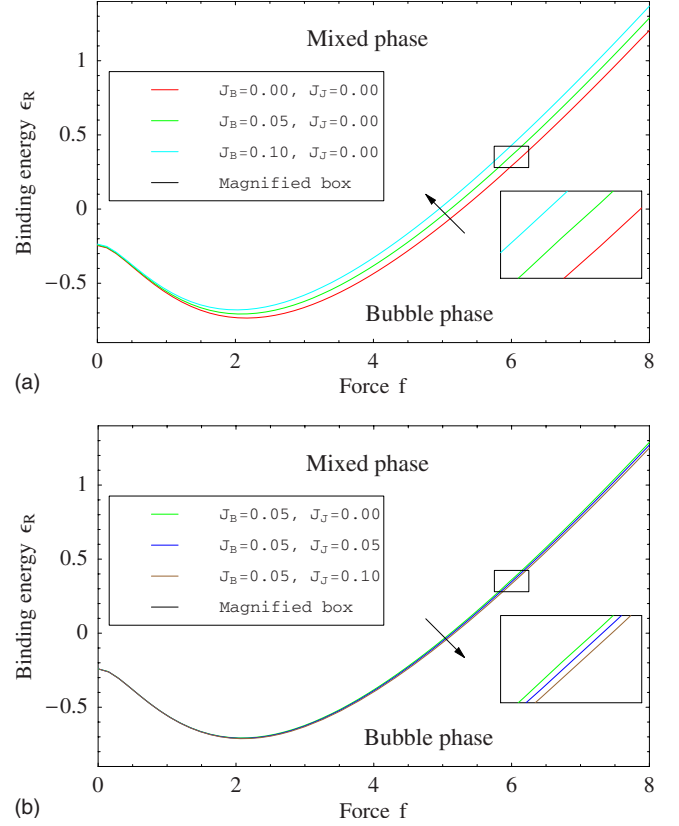 Mixed phase
1
0.5
0
−0.5
Binding energy ϵR
J_B=0.00, J_J=0.00
J_B=0.05, J_J=0.00
J_B=0.10, J_J=0.00
Magnified box
Bubble phase
0 2 4 6 8
(a)
Force f
Mixed phase
1
0.5
0
−0.5
Binding energy ϵR
J_B=0.05, J_J=0.00
J_B=0.05, J_J=0.05
J_B=0.05, J_J=0.10
Magnified box
Bubble phase
0 2 4 6 8
(b)
Force f